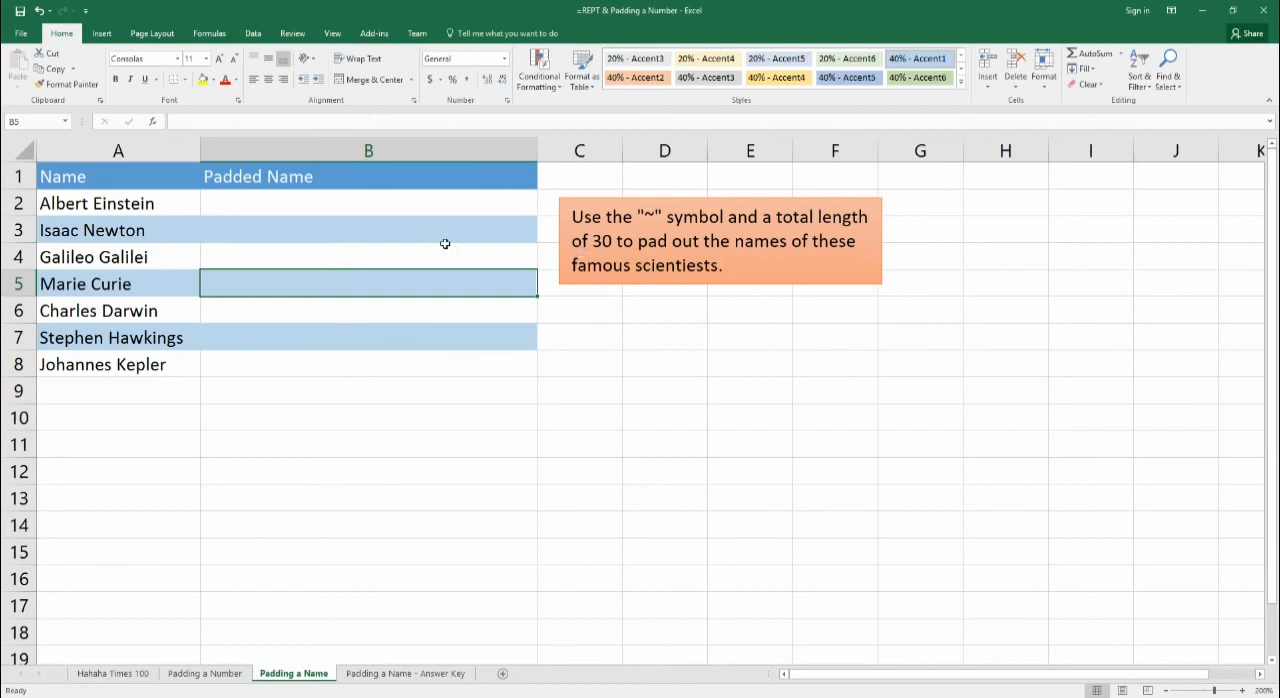 =REPT & Padding a Number - Excel
Sign in
File Home Insert Page Layout Formulas Data Review View Add-ins Team Tell me what you want to do
Share
Paste
Cut
Copy
Format Painter
Clipboard
Consolas 11
B I U
Font
Wrap Text
Merge & Center
Alignment
General
$ % ,
Number
Conditional Formatting
Format as Table
20% - Accent3 20% - Accent4 20% - Accent5 20% - Accent6 40% - Accent1
40% - Accent2 40% - Accent3 40% - Accent4 40% - Accent5 40% - Accent6
Styles
Insert Delete Format
Cells
AutoSum
Fill
Clear
Sort & Filter
Find & Select
Editing
B5 fx
A B C D E F G H I J K
1 Name Padded Name
2 Albert Einstein
3 Isaac Newton
4 Galileo Galilei
5 Marie Curie
6 Charles Darwin
7 Stephen Hawkings
8 Johannes Kepler
9
10
11
12
13
14
15
16
17
18
19
Use the "~" symbol and a total length
of 30 to pad out the names of these
famous scientiests.
Hahaha Times 100 Padding a Number Padding a Name Padding a Name - Answer Key
Ready
200%